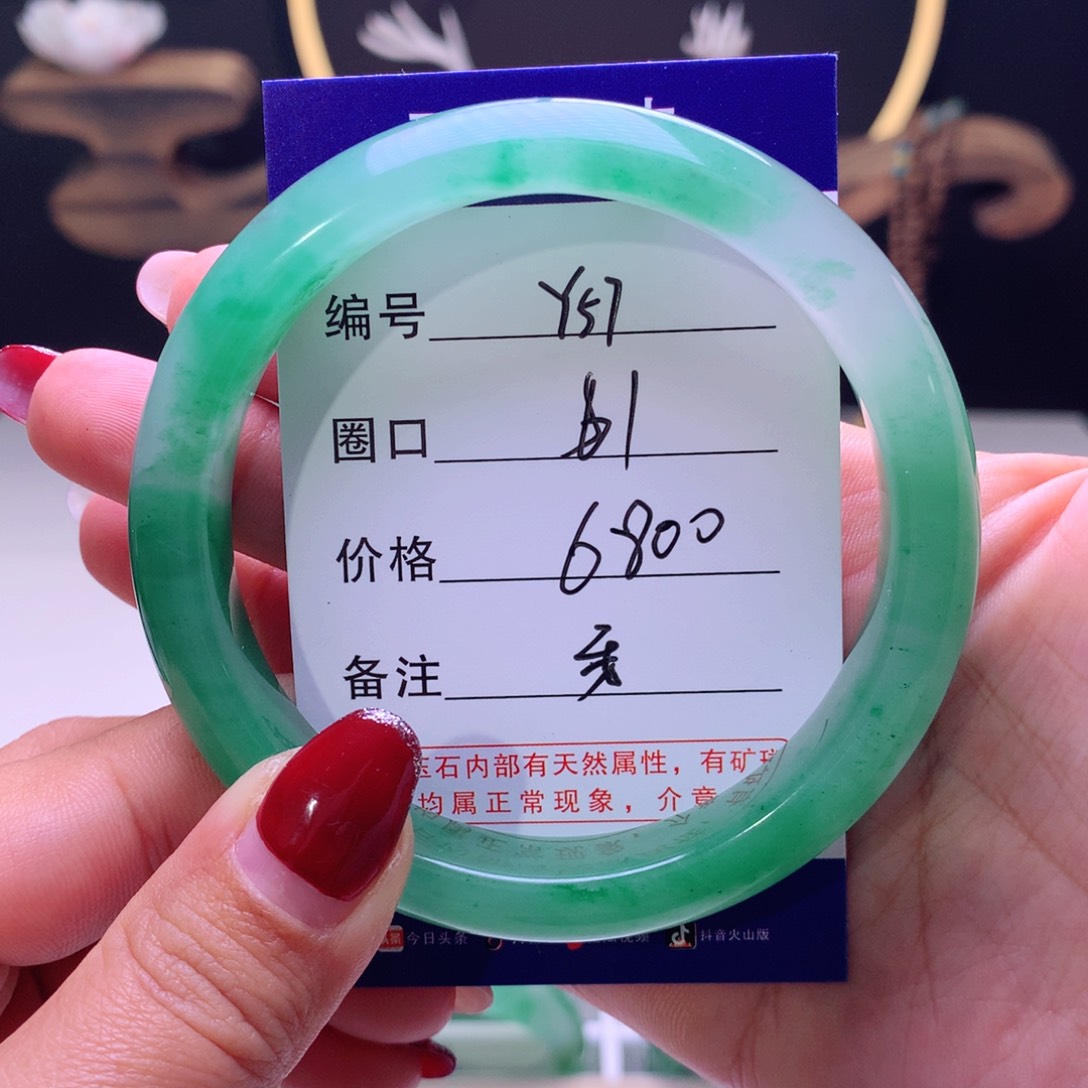 编号 Y57
圈口 61
价格 6800
备注
石内部有天然属性，有矿
均属正常现象，介意
今日头条
抖音火山版